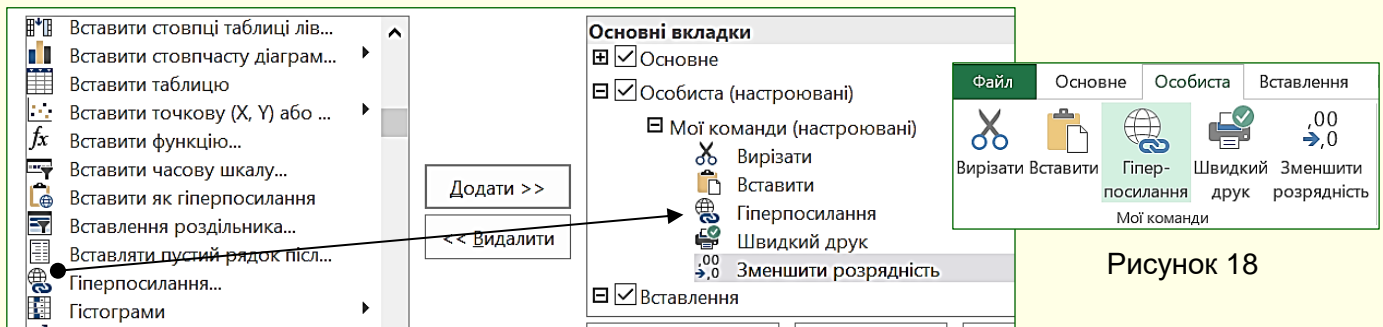 Вставити стовпці таблиці лів...
Вставити стовпчасту діаграм...
Вставити таблицю
Вставити точкову (X, Y) або ...
fx Вставити функцію...
Вставити часову шкалу...
Вставити як гіперпосилання
Вставлення роздільника...
Вставляти пустий рядок післ...
Гіперпосилання...
Гістограми
Додати >>
<< Видалити
Основні вкладки
Основне
Особиста (настроювані)
Мої команди (настроювані)
Вирізати
Вставити
Гіперпосилання
Швидкий друк
,00
,0 Зменшити розрядність
Вставлення
Файл Основне Особиста Вставлення
,00
,0
Вирізати Вставити Гіпер- Швидкий Зменшити
посилання друк розрядність
Мої команди
Рисунок 18